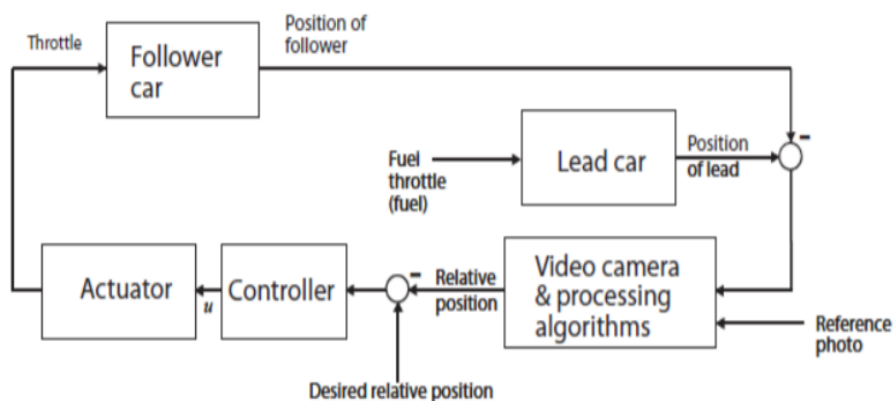 Position of
follower
Throttle
Follower
car
-
Fuel
throttle
(fuel)
Lead car
Position
of lead
Actuator
u
Controller
-
Relative
position
Video camera
& processing
algorithms
Reference
photo
Desired relative position